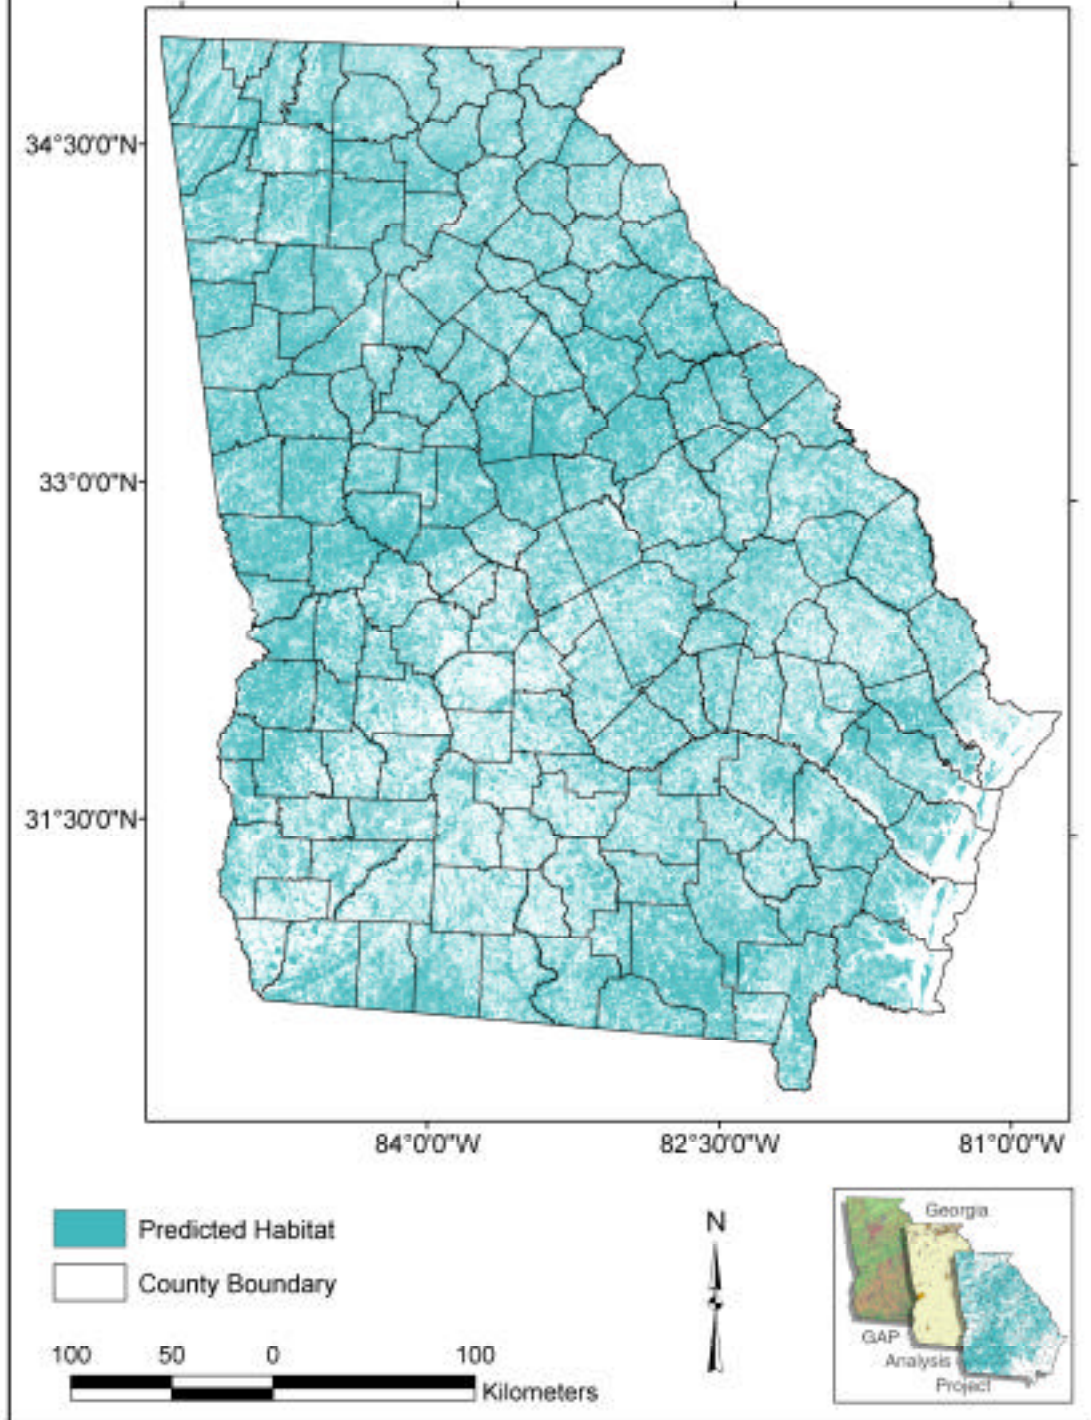 34°30'0"N
33°0'0"N
31°30'0"N
84°0'0"W 82°30'0"W 81°0'0"W
Predicted Habitat
County Boundary
N
100 50 0 100
Kilometers
Georgia
GAP
Analysis
Project